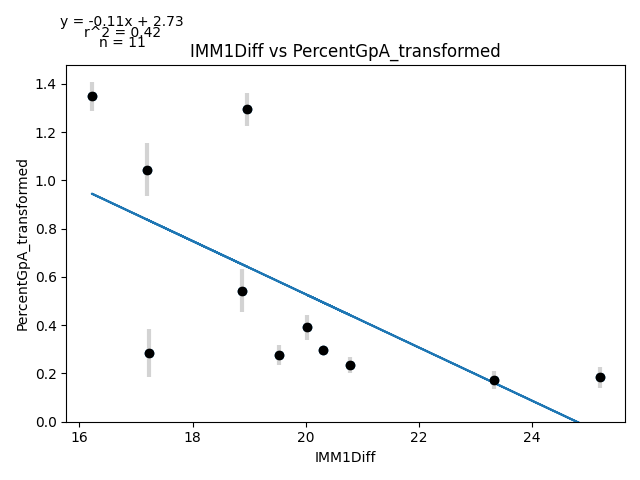 y = -0.11x + 2.73
r^2 = 0.42
n = 11
IMM1Diff vs PercentGpA_transformed
1.4
1.2
1.0
0.8
0.6
0.4
0.2
0.0
PercentGpA_transformed
16
18
20
22
24
IMM1Diff